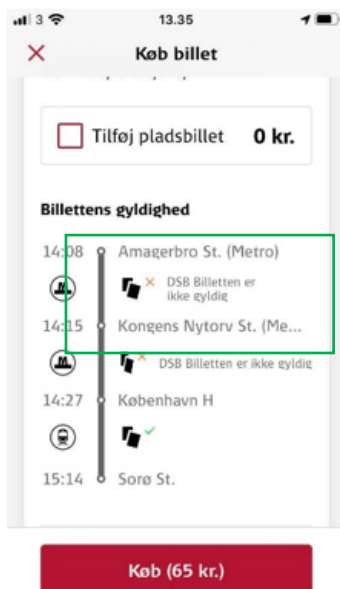 3 13.35
Køb billet
Tilføj pladsbillet 0 kr.
Billettens gyldighed
14:08 Amagerbro St. (Metro)
DSB Billetten er
ikke gyldig
14:15 Kongens Nytorv St. (Me...
DSB Billetten er ikke gyldig
14:27 København H
15:14 Sorø St.
Køb (65 kr.)